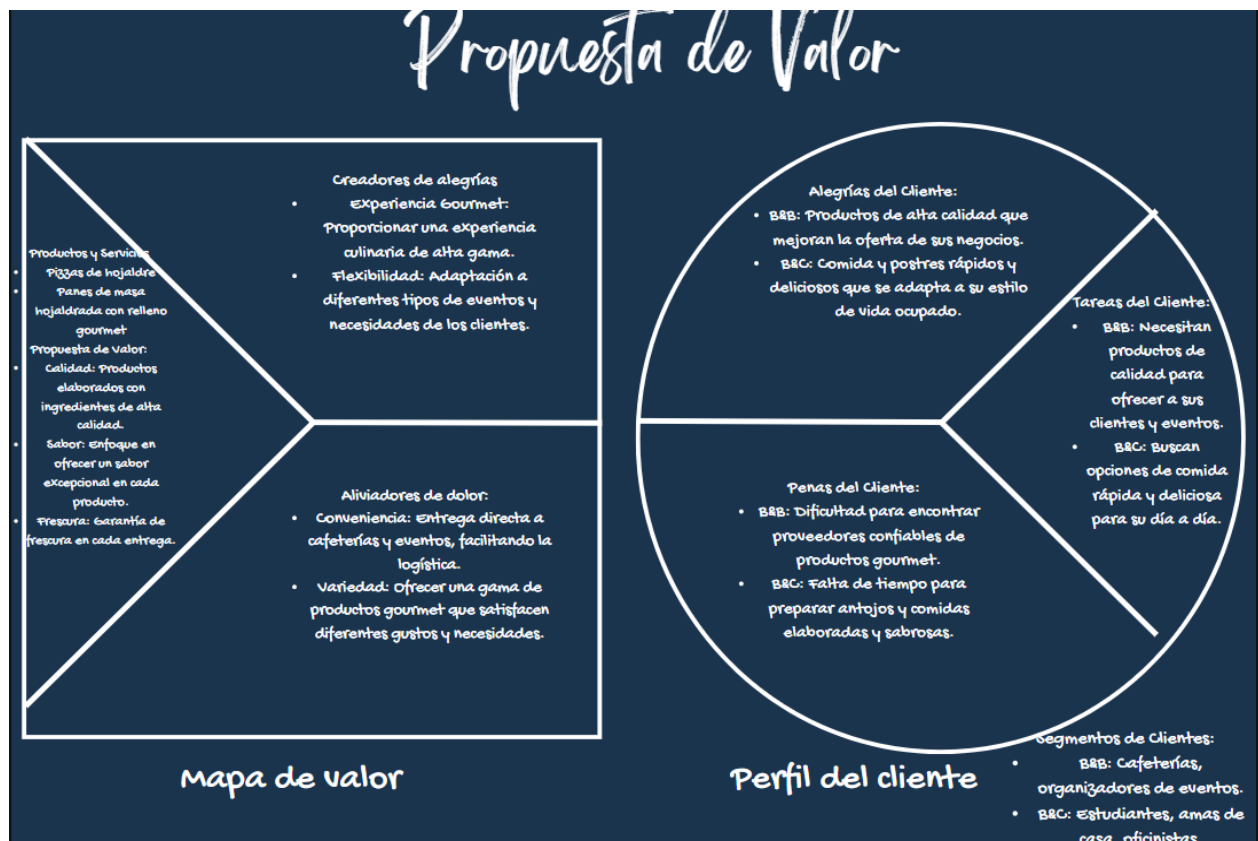 Propuesta de Valor
Productos y Servicios
• Pizzas de hojaldre
• Panes de masa
hojaldrada con relleno
gourmet
Propuesta de Valor:
• Calidad: Productos
elaborados con
ingredientes de alta
calidad.
• Sabor: Enfoque en
ofrecer un sabor
excepcional en cada
producto.
• Frescura: Garantía de
frescura en cada entrega.
Creadores de alegrías
• Experiencia Gourmet:
Proporcionar una experiencia
culinaria de alta gama.
• Flexibilidad: Adaptación a
diferentes tipos de eventos y
necesidades de los clientes.
Aliviadores de dolor:
• Conveniencia: Entrega directa a
cafeterías y eventos, facilitando la
logística.
• Variedad: Ofrecer una gama de
productos gourmet que satisfacen
diferentes gustos y necesidades.
Mapa de valor
Alegrías del Cliente:
• B&B: Productos de alta calidad que
mejoran la oferta de sus negocios.
• B&C: Comida y postres rápidos y
deliciosos que se adapta a su estilo
de vida ocupado.
Tareas del Cliente:
• B&B: Necesitan
productos de
calidad para
ofrecer a sus
clientes y eventos.
• B&C: Buscan
opciones de comida
rápida y deliciosa
para su día a día.
Penas del Cliente:
• B&B: Dificultad para encontrar
proveedores confiables de
productos gourmet.
• B&C: Falta de tiempo para
preparar antojos y comidas
elaboradas y sabrosas.
Perfil del cliente
Segmentos de Clientes:
• B&B: Cafeterías,
organizadores de eventos.
• B&C: Estudiantes, amas de
casa, oficinistas